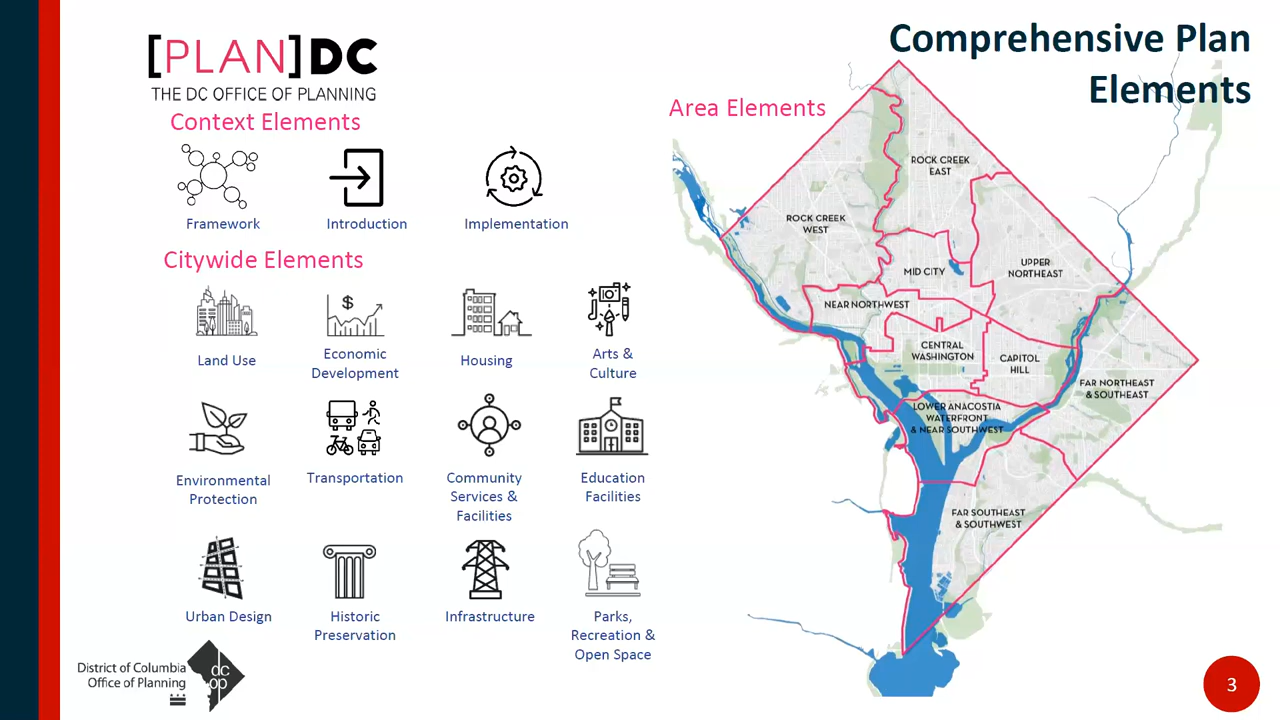 Comprehensive Plan
Elements
[PLAN]DC
THE DC OFFICE OF PLANNING
Context Elements
Framework
Introduction
Implementation
Citywide Elements
Land Use
Economic
Development
Housing
Arts &
Culture
Environmental
Protection
Transportation
Community
Services &
Facilities
Education
Facilities
Urban Design
Historic
Preservation
Infrastructure
Parks,
Recreation &
Open Space
Area Elements
ROCK CREEK
EAST
ROCK CREEK
WEST
MID CITY
UPPER
NORTHEAST
NEAR NORTHWEST
CENTRAL
WASHINGTON
CAPITOL
HILL
FAR NORTHEAST
& SOUTHEAST
LOWER ANACOSTIA
WATERFRONT
& NEAR SOUTHWEST
FAR SOUTHEAST
& SOUTHWEST
District of Columbia
Office of Planning
dc
op
3